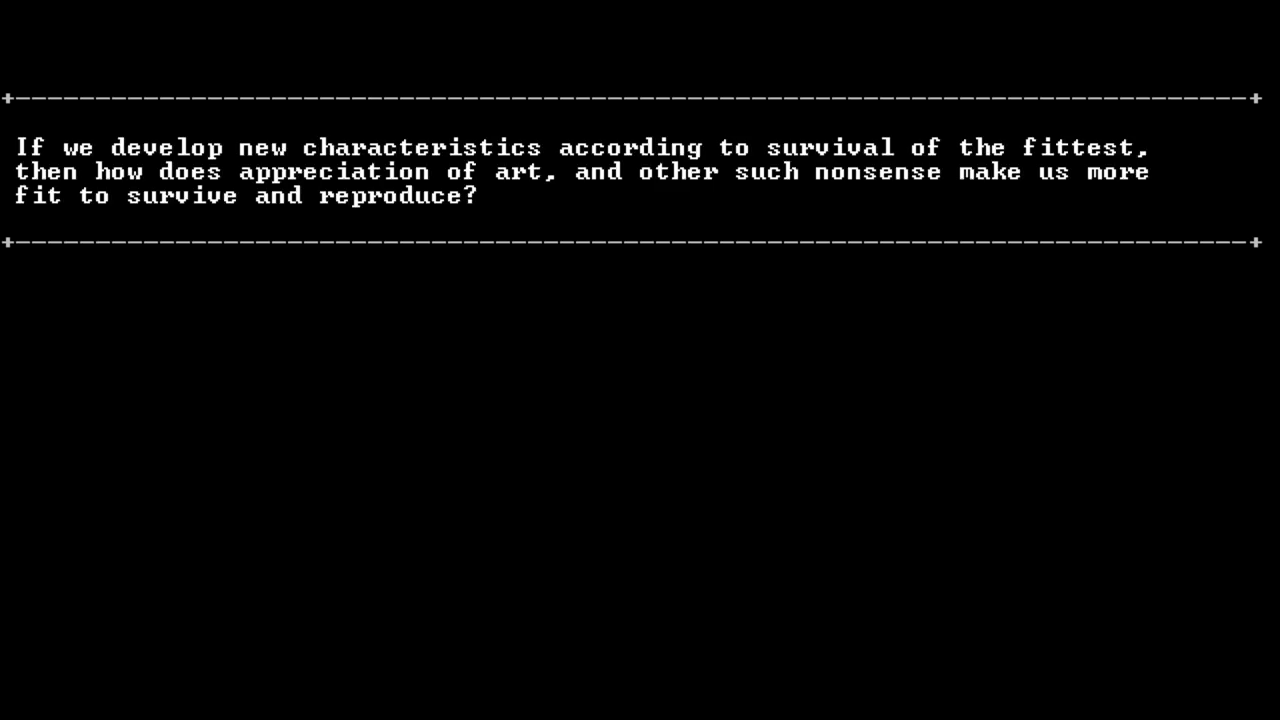 If we develop new characteristics according to survival of the fittest,
then how does appreciation of art, and other such nonsense make us more
fit to survive and reproduce?